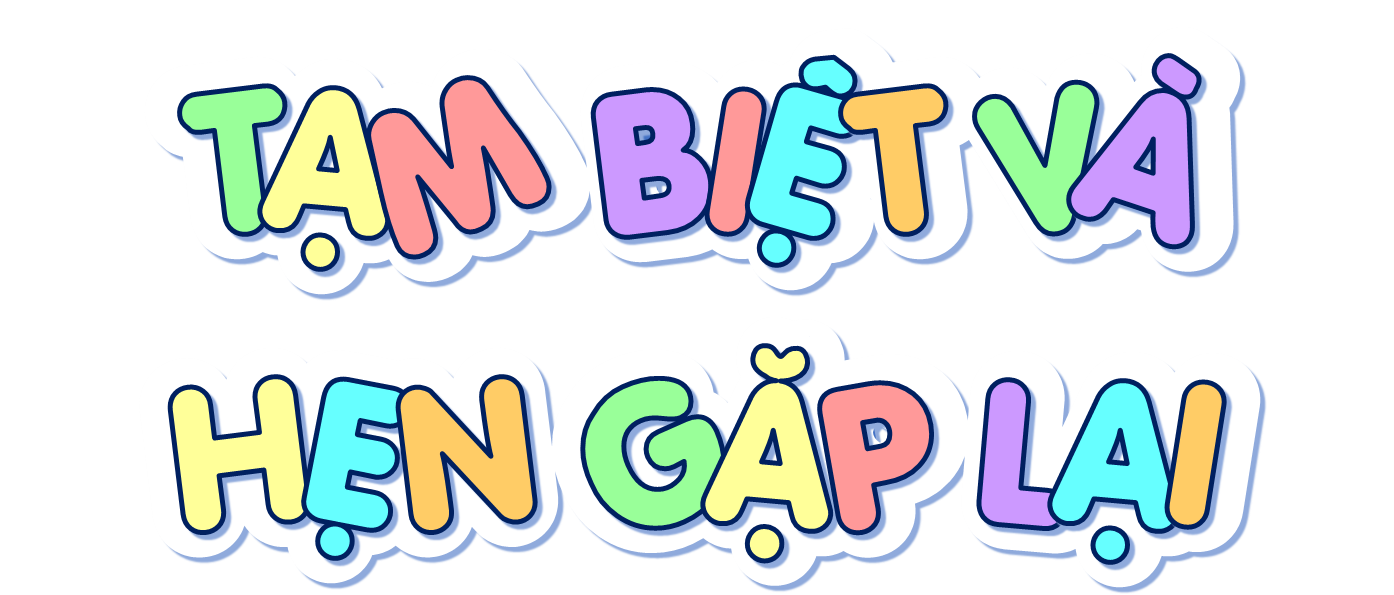 TẠM BIỆT VÀ
HẸN GẶP LẠI